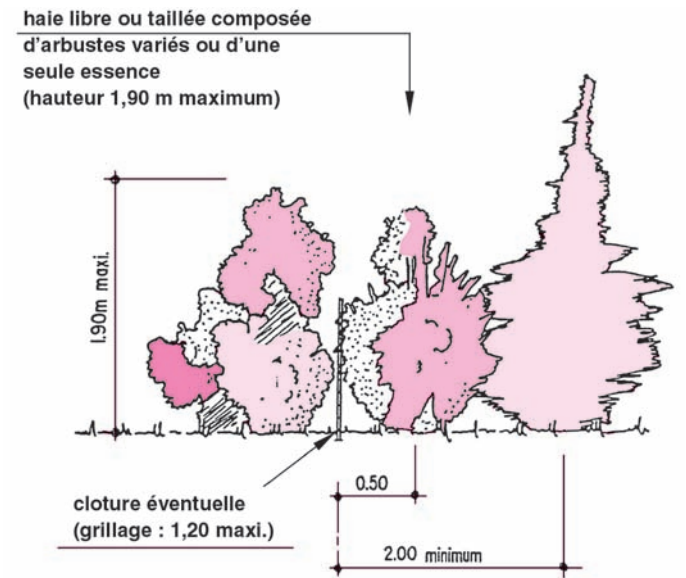 haie libre ou taillée composée
d'arbustes variés ou d'une
seule essence
(hauteur 1,90 m maximum)
1.90m maxi.
cloture éventuelle
(grillage : 1,20 maxi.)
0.50
2.00 minimum